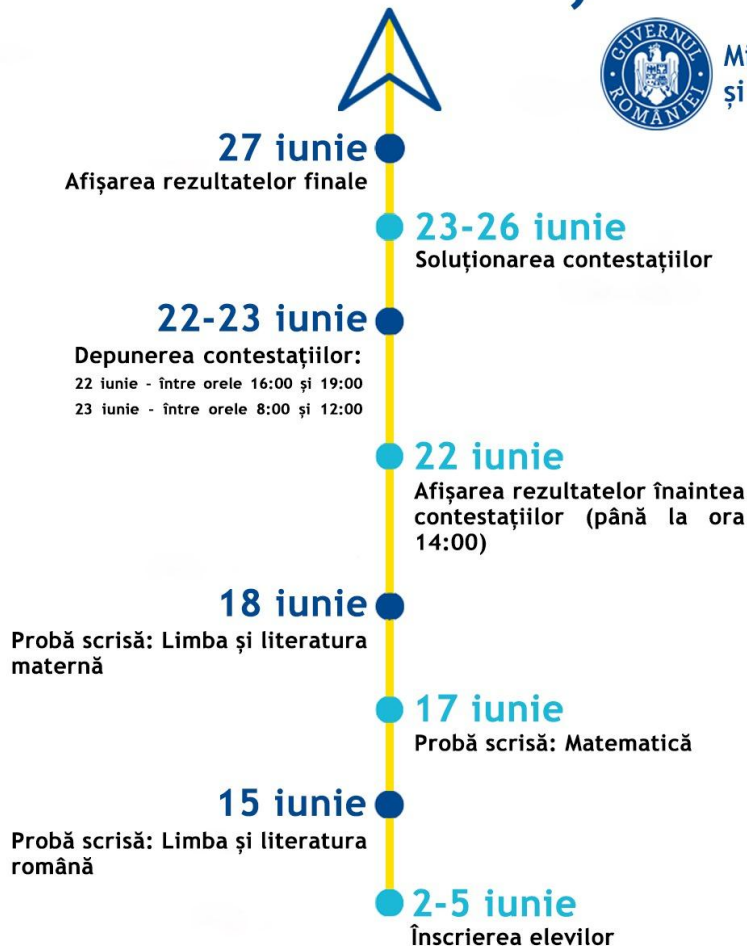 GUVERNUL ROMÂNIEI
și
27 iunie
Afișarea rezultatelor finale
23-26 iunie
Soluționarea contestațiilor
22-23 iunie
Depunerea contestațiilor:
22 iunie - între orele 16:00 și 19:00
23 iunie - între orele 8:00 și 12:00
22 iunie
Afișarea rezultatelor înaintea
contestațiilor (până la ora
14:00)
18 iunie
Probă scrisă: Limba și literatura
maternă
17 iunie
Probă scrisă: Matematică
15 iunie
Probă scrisă: Limba și literatura
română
2-5 iunie
Înscrierea elevilor